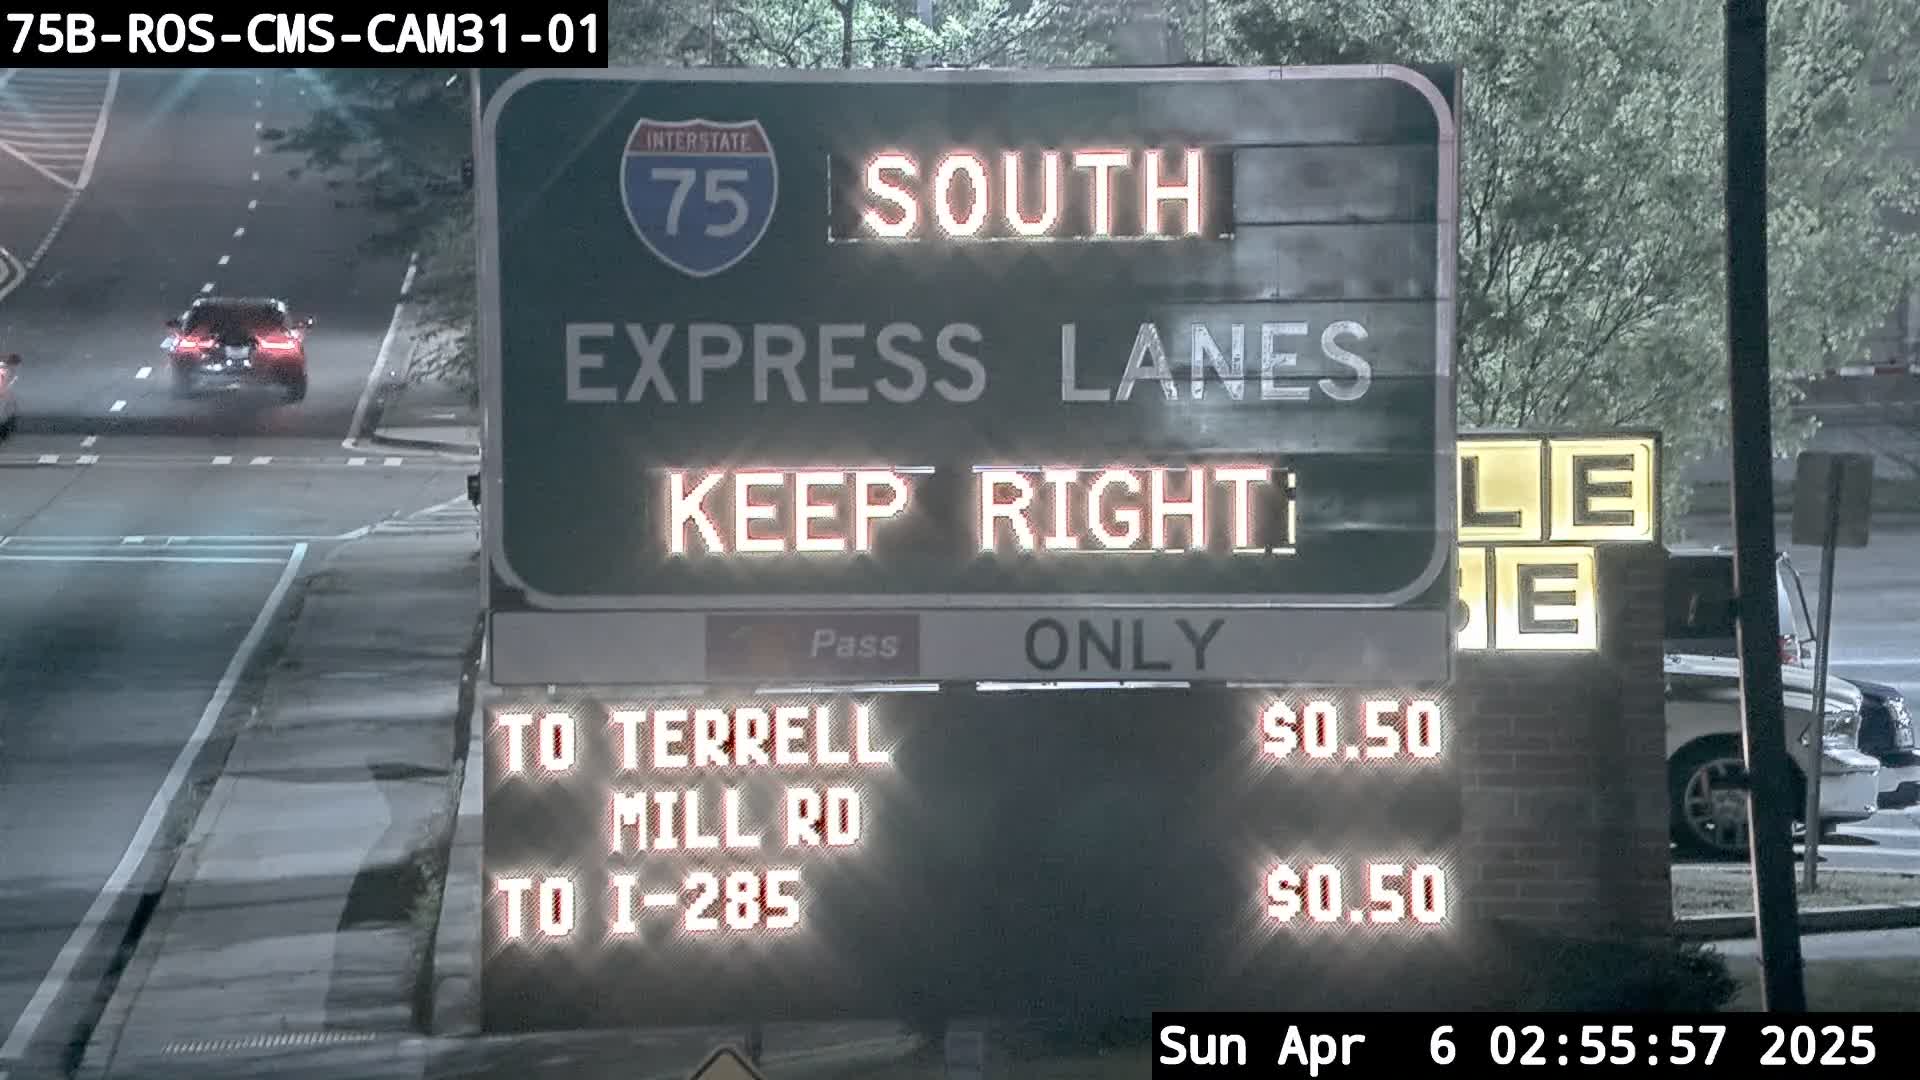 75B-ROS-CMS-CAM31-01
INTERSTATE
75
SOUTH
EXPRESS LANES
KEEP RIGHT
Pass ONLY
TO TERRELL $0.50
MILL RD
TO I-285 $0.50
LE
E
Sun Apr 6 02:55:57 2025